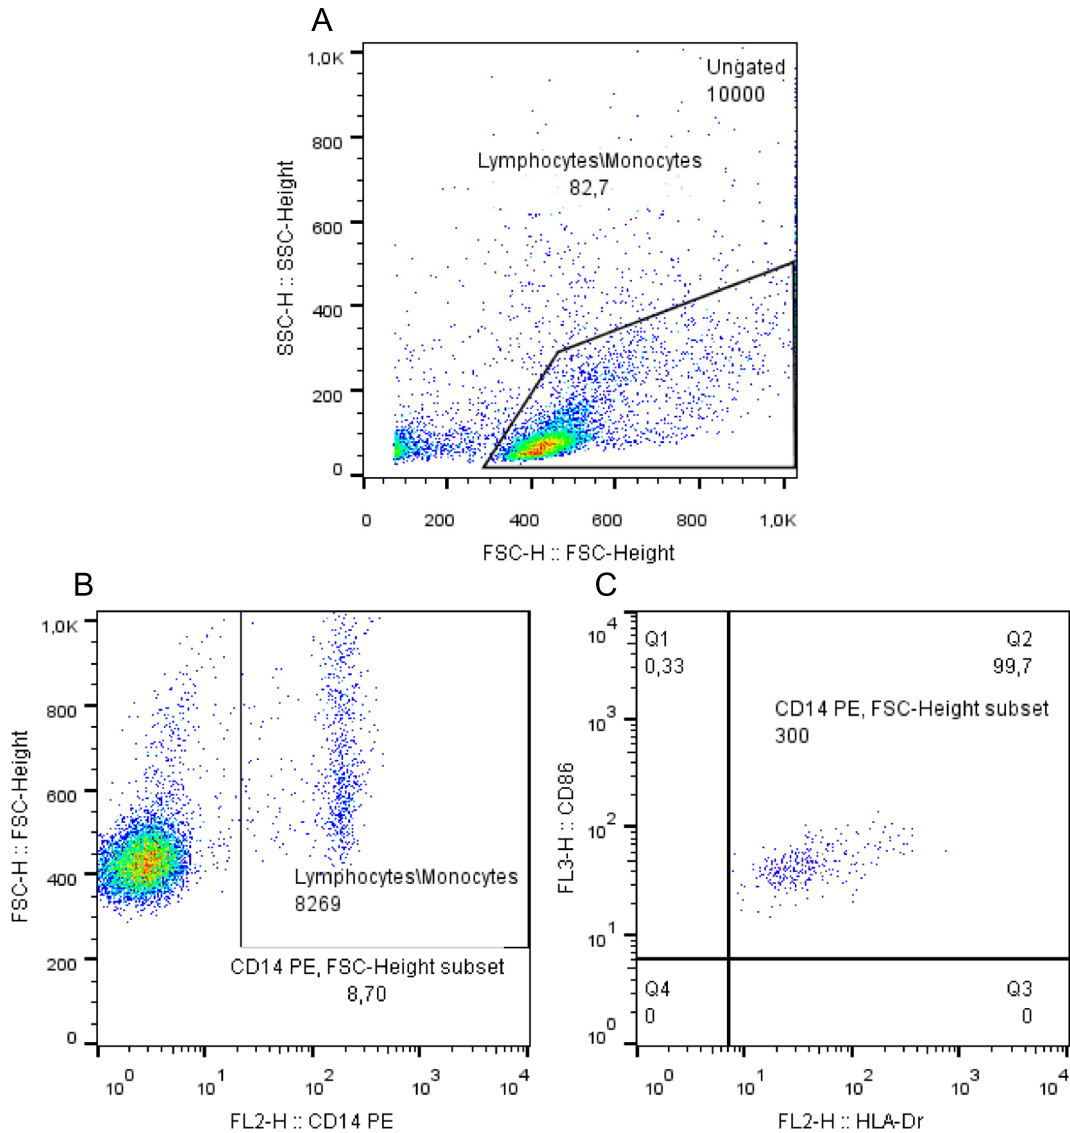 A
1,0K
800
600
400
200
0
SSC-H :: SSC-Height
Ungated
10000
Lymphocytes\Monocytes
82,7
0 200 400 600 800 1,0K
FSC-H :: FSC-Height
B
1,0K
800
600
400
200
0
FSC-H :: FSC-Height
Lymphocytes\Monocytes
8269
CD14 PE, FSC-Height subset
8,70
10^0 10^1 10^2 10^3 10^4
FL2-H :: CD14 PE
C
10^4
10^3
10^2
10^1
10^0
FL3-H :: CD86
Q1
0,33
Q2
99,7
CD14 PE, FSC-Height subset
300
Q4
0
Q3
0
10^0 10^1 10^2 10^3 10^4
FL2-H :: HLA-Dr